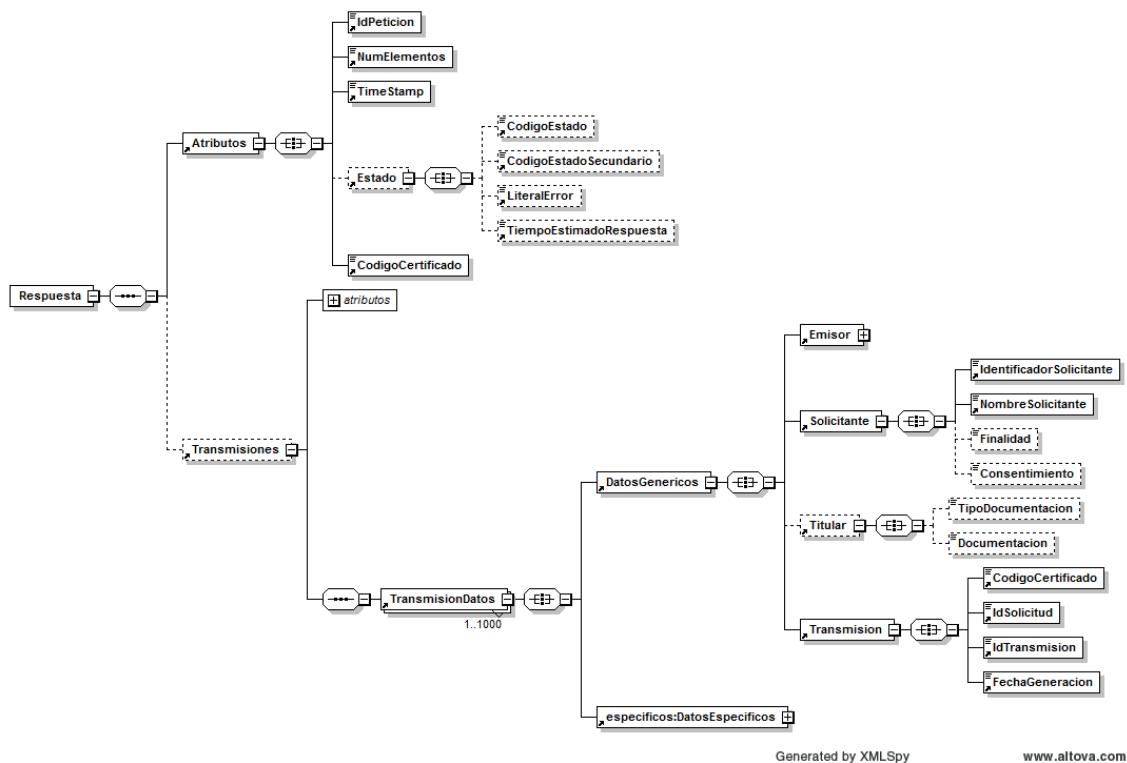 IdPeticion
NumElementos
TimeStamp
Atributos
CodigoEstado
CodigoEstadoSecundario
Estado
LiteralError
TiempoEstimadoRespuesta
CodigoCertificado
Respuesta
atributos
Emisor
IdentificadorSolicitante
NombreSolicitante
Solicitante
Finalidad
Transmisiones
Consentimiento
DatosGenericos
TipoDocumentacion
Titular
Documentacion
CodigoCertificado
TransmisionDatos
1..1000
IdSolicitud
Transmision
IdTransmision
FechaGeneracion
especificos:DatosEspecificos
Generated by XMLSpy
www.altova.com